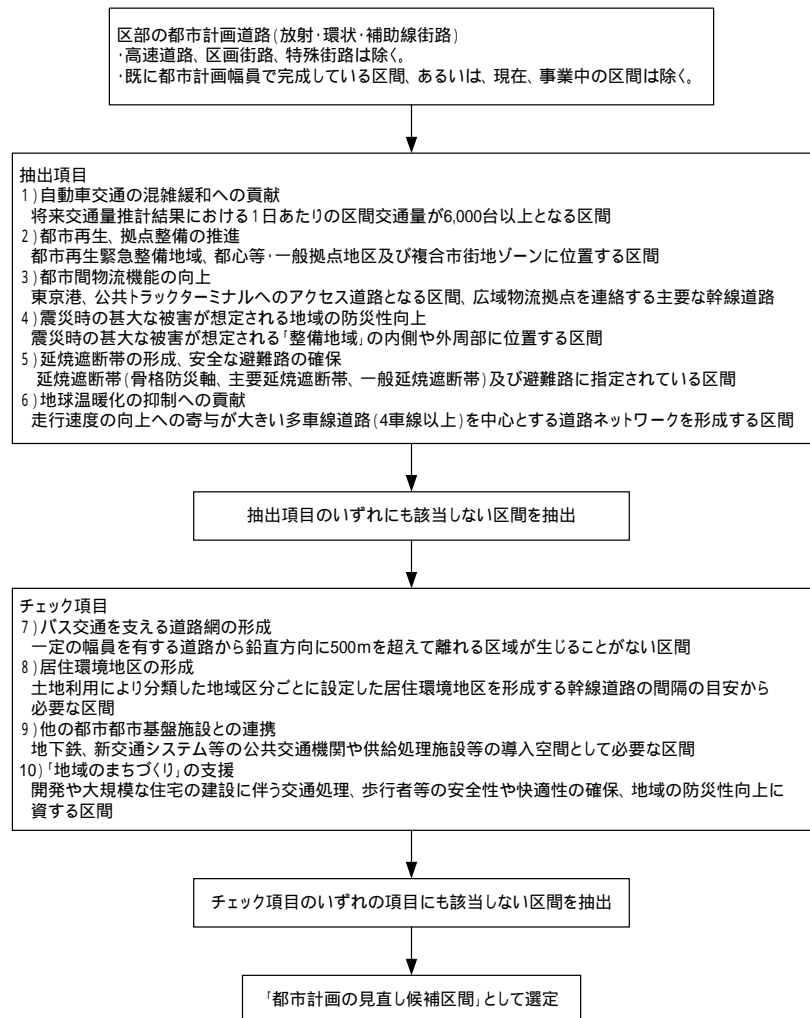 区部の都市計画道路(放射・環状・補助線街路)
・高速道路、区画街路、特殊街路は除く。
・既に都市計画幅員で完成している区間、あるいは、現在、事業中の区間は除く。
抽出項目
1)自動車交通の混雑緩和への貢献
将来交通量推計結果における1日あたりの区間交通量が6,000台以上となる区間
2)都市再生、拠点整備の推進
都市再生緊急整備地域、都心等・一般拠点地区及び複合市街地ゾーンに位置する区間
3)都市間物流機能の向上
東京港、公共トラックターミナルへのアクセス道路となる区間、広域物流拠点を連絡する主要な幹線道路
4)震災時の甚大な被害が想定される地域の防災性向上
震災時の甚大な被害が想定される「整備地域」の内側や外周部に位置する区間
5)延焼遮断帯の形成、安全な避難路の確保
延焼遮断帯(骨格防災軸、主要延焼遮断帯、一般延焼遮断帯)及び避難路に指定されている区間
6)地球温暖化の抑制への貢献
走行速度の向上への寄与が大きい多車線道路(4車線以上)を中心とする道路ネットワークを形成する区間
抽出項目のいずれにも該当しない区間を抽出
チェック項目
7)バス交通を支える道路網の形成
一定の幅員を有する道路から鉛直方向に500mを超えて離れる区域が生じることがない区間
8)居住環境地区の形成
土地利用により分類した地域区分ごとに設定した居住環境地区を形成する幹線道路の間隔の目安から
必要な区間
9)他の都市都市基盤施設との連携
地下鉄、新交通システム等の公共交通機関や供給処理施設等の導入空間として必要な区間
10)「地域のまちづくり」の支援
開発や大規模な住宅の建設に伴う交通処理、歩行者等の安全性や快適性の確保、地域の防災性向上に
資する区間
チェック項目のいずれの項目にも該当しない区間を抽出
「都市計画の見直し候補区間」として選定